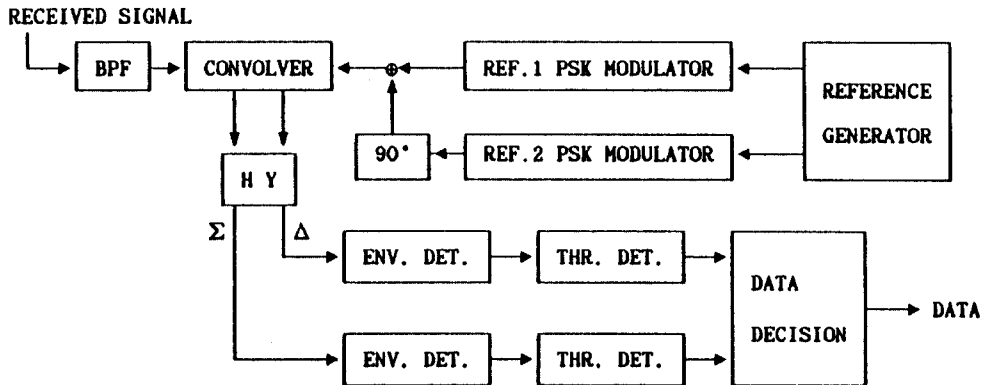 RECEIVED SIGNAL
BPF
CONVOLVER
⊕
REF.1 PSK MODULATOR
REFERENCE
GENERATOR
90°
REF.2 PSK MODULATOR
H Y
Σ
Δ
ENV. DET.
THR. DET.
DATA
DECISION
DATA
ENV. DET.
THR. DET.